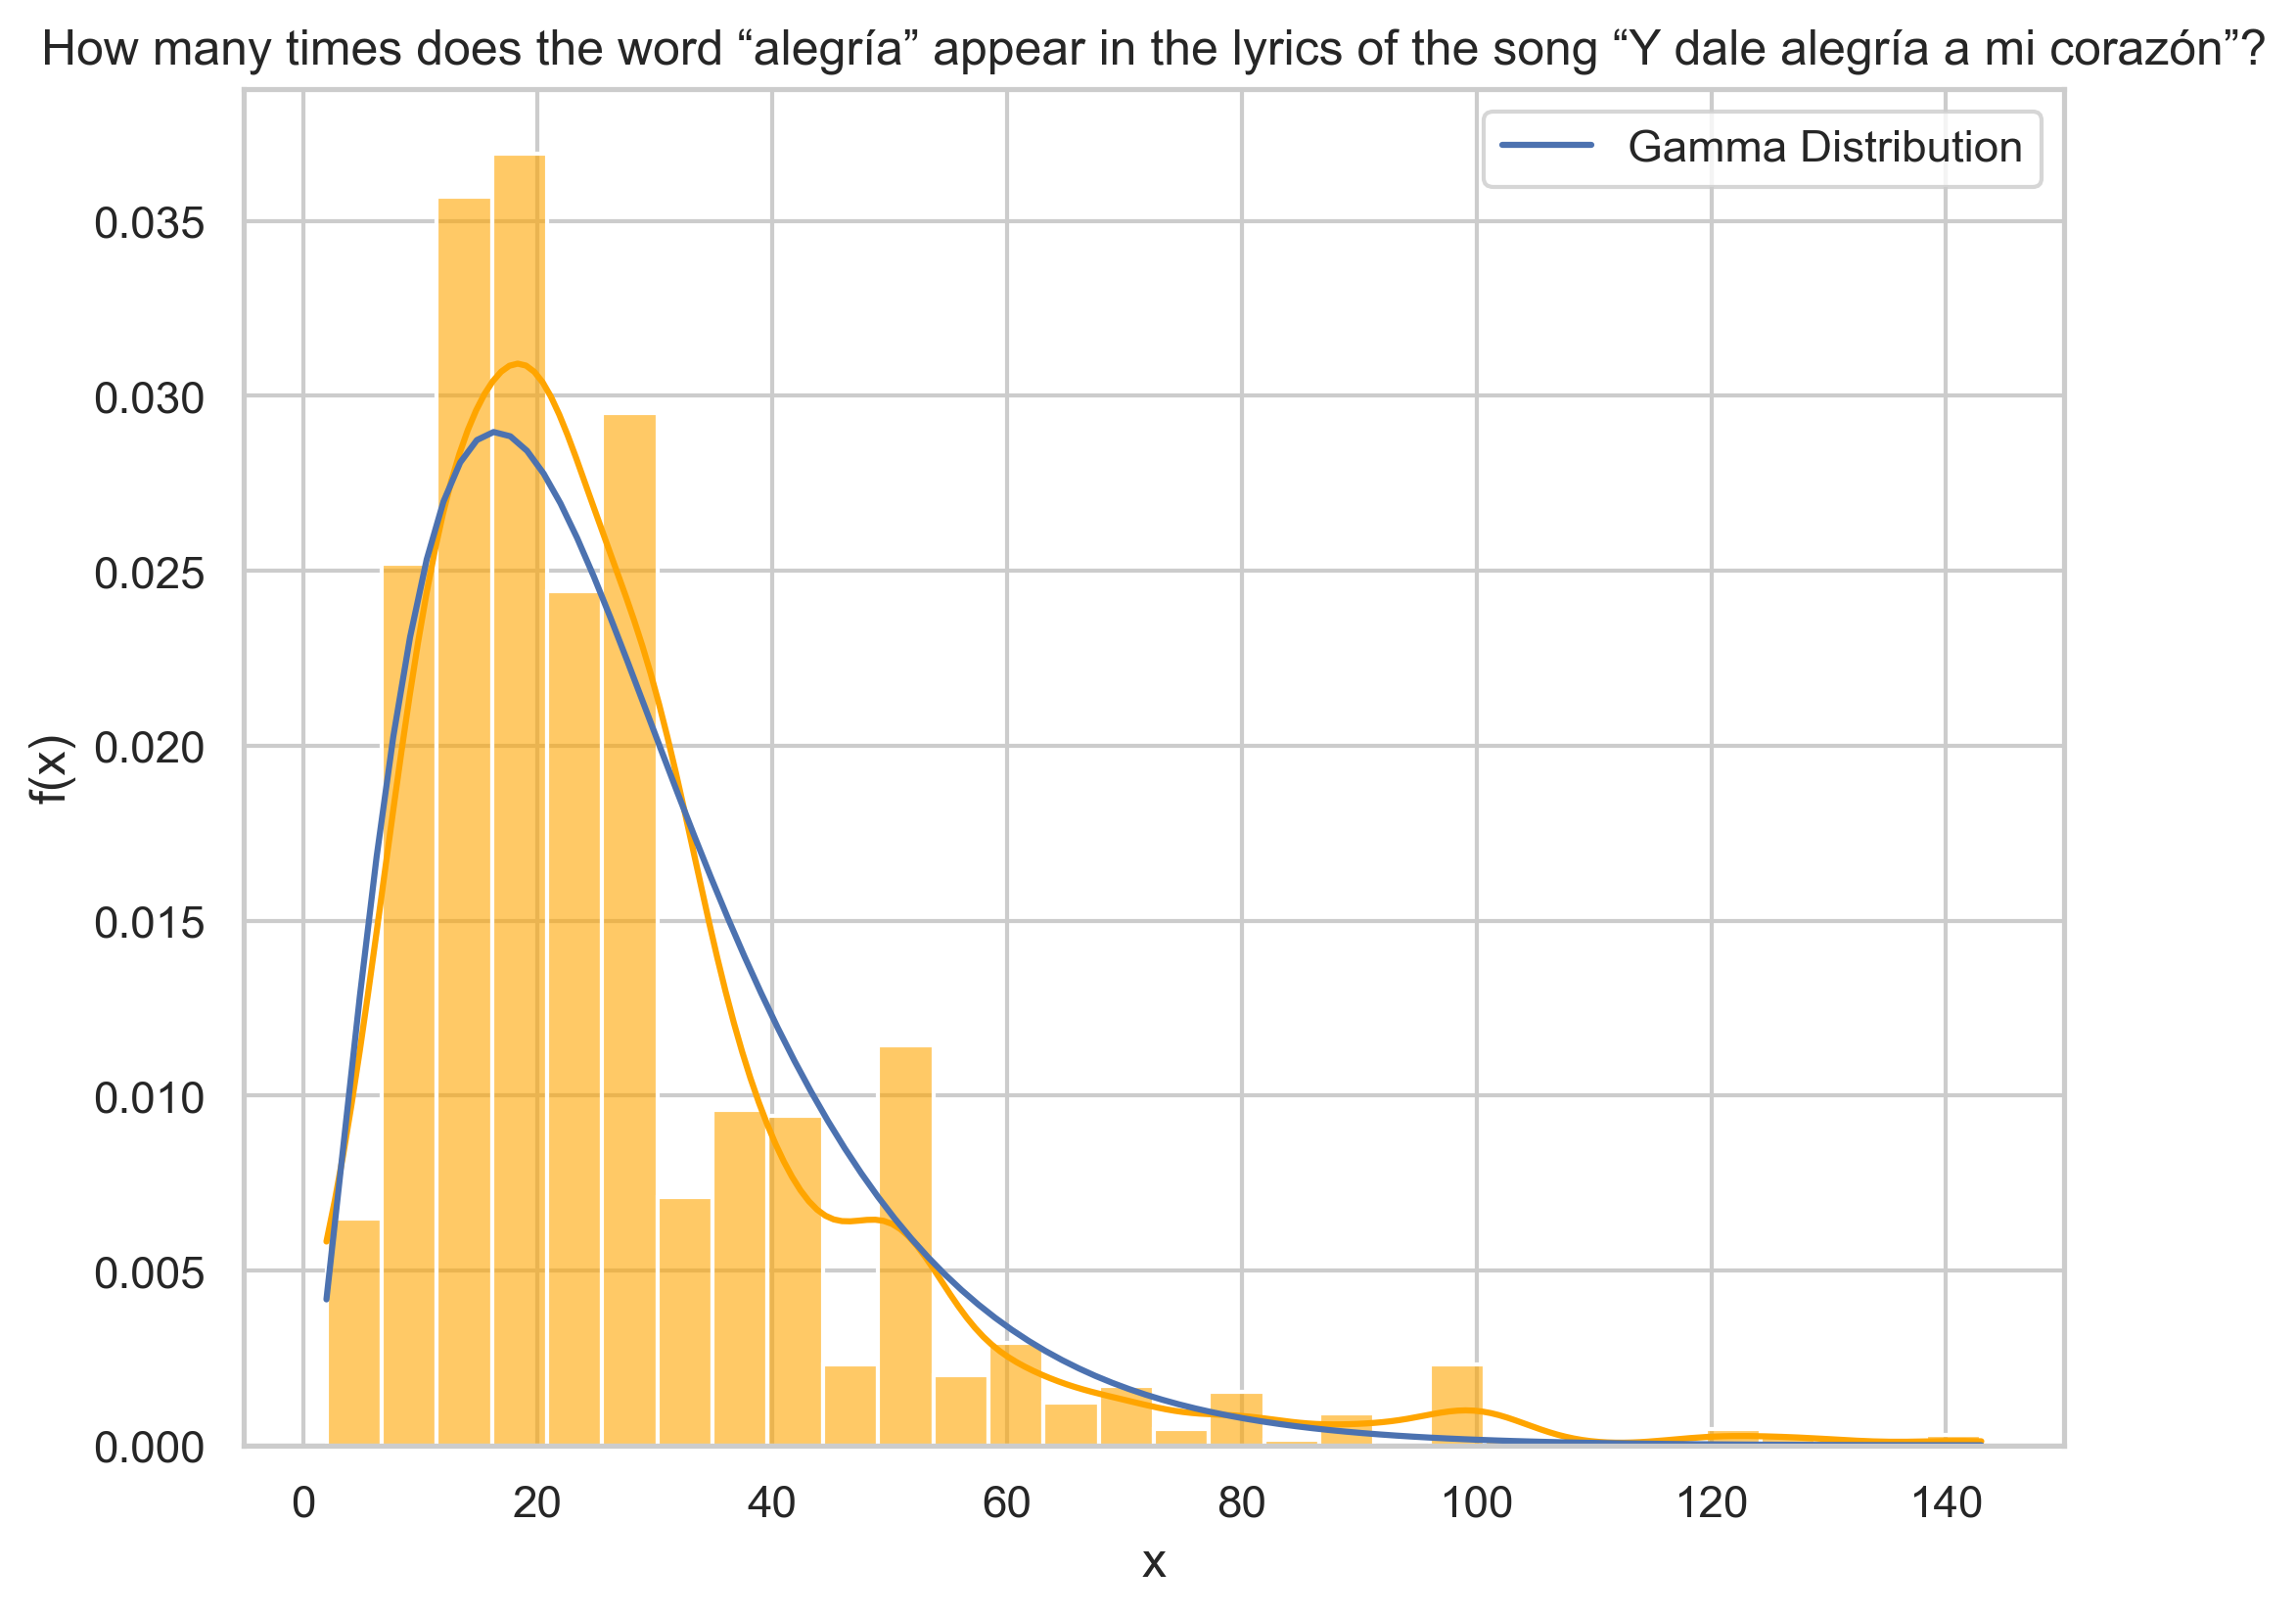 How many times does the word “alegría” appear in the lyrics of the song “Y dale alegría a mi corazón”?
Gamma Distribution
0.035
0.030
0.025
0.020
0.015
0.010
0.005
0.000
f(x)
0 20 40 60 80 100 120 140
x